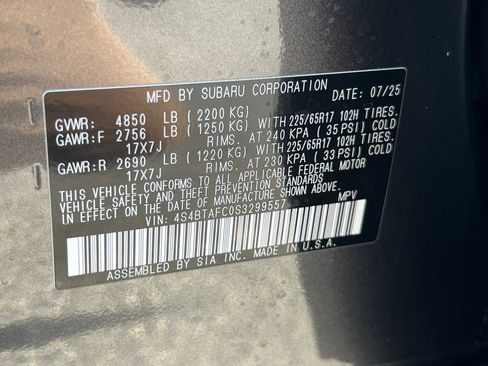 MFD BY SUBARU CORPORATION DATE: 07/25
GVWR: 4850 LB (2200 KG)
GAWR:F 2756 LB (1250 KG) WITH 225/65R17 102H TIRES.
17X7J RIMS. AT 240 KPA (35 PSI) COLD
GAWR:R 2690 LB (1220 KG) WITH 225/65R17 102H TIRES.
17X7J RIMS. AT 230 KPA (33 PSI) COLD
THIS VEHICLE CONFORMS TO ALL APPLICABLE FEDERAL MOTOR
VEHICLE SAFETY AND THEFT PREVENTION STANDARDS
IN EFFECT ON THE DATE OF MANUFACTURE SHOWN ABOVE.
VIN: 4S4BTAFC0S3299557 MPV
ASSEMBLED BY SIA INC. MADE IN U.S.A.